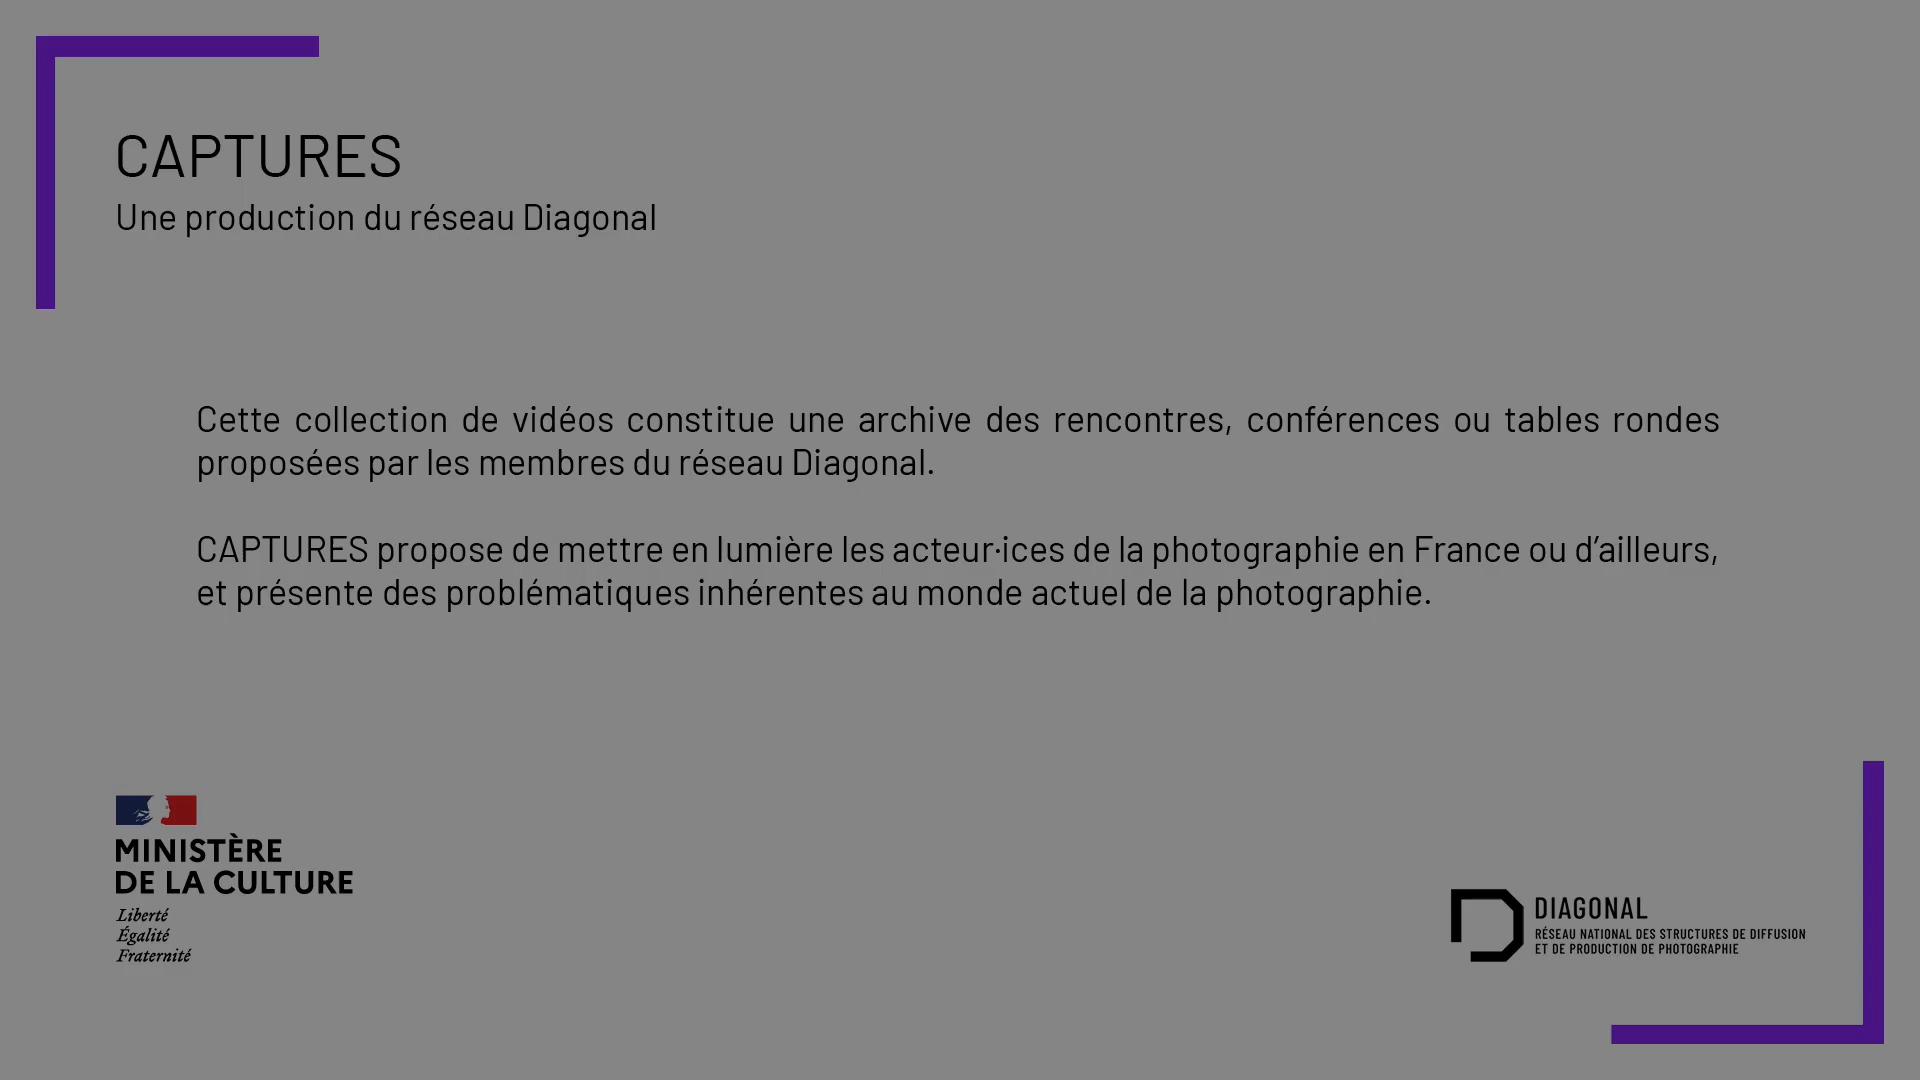 CAPTURES
Une production du réseau Diagonal
Cette collection de vidéos constitue une archive des rencontres, conférences ou tables rondes
proposées par les membres du réseau Diagonal.
CAPTURES propose de mettre en lumière les acteur·ices de la photographie en France ou d’ailleurs,
et présente des problématiques inhérentes au monde actuel de la photographie.
MINISTÈRE
DE LA CULTURE
Liberté
Égalité
Fraternité
DIAGONAL
RÉSEAU NATIONAL DES STRUCTURES DE DIFFUSION
ET DE PRODUCTION DE PHOTOGRAPHIE